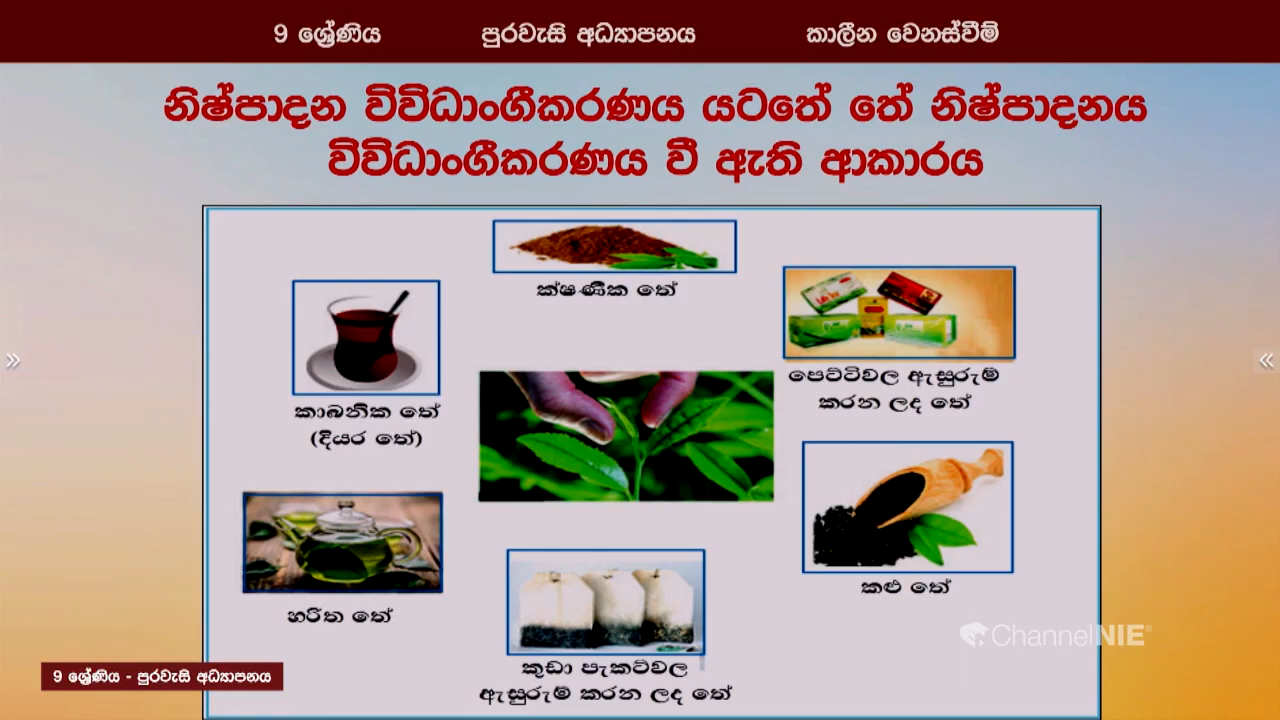 9 ශ්‍රේණිය පුරවැසි අධ්‍යාපනය කාලීන වෙනස්වීම්
නිෂ්පාදන විවිධාංගීකරණය යටතේ තේ නිෂ්පාදනය
විවිධාංගීකරණය වී ඇති ආකාරය
ක්ෂණික තේ
කාබනික තේ
(දියර තේ)
පෙට්ටිවල ඇසුරුම්
කරන ලද තේ
හරිත තේ
කළු තේ
කුඩා පැකට්වල
ඇසුරුම් කරන ලද තේ
ChannelNIE®
9 ශ්‍රේණිය - පුරවැසි අධ්‍යාපනය